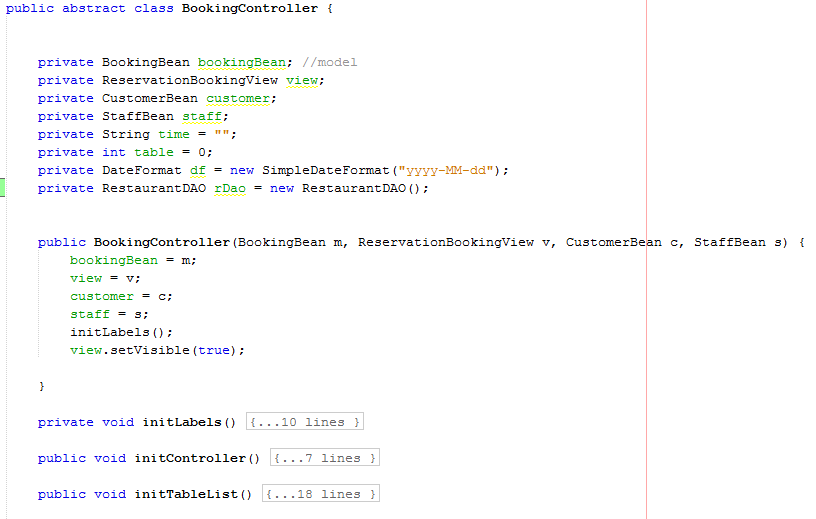 public abstract class BookingController {
private BookingBean bookingBean; //model
private ReservationBookingView view;
private CustomerBean customer;
private StaffBean staff;
private String time = "";
private int table = 0;
private DateFormat df = new SimpleDateFormat("yyyy-MM-dd");
private RestaurantDAO rDao = new RestaurantDAO();
public BookingController(BookingBean m, ReservationBookingView v, CustomerBean c, StaffBean s) {
bookingBean = m;
view = v;
customer = c;
staff = s;
initLabels();
view.setVisible(true);
}
private void initLabels() {...10 lines }
public void initController() {...7 lines }
public void initTableList() {...18 lines }